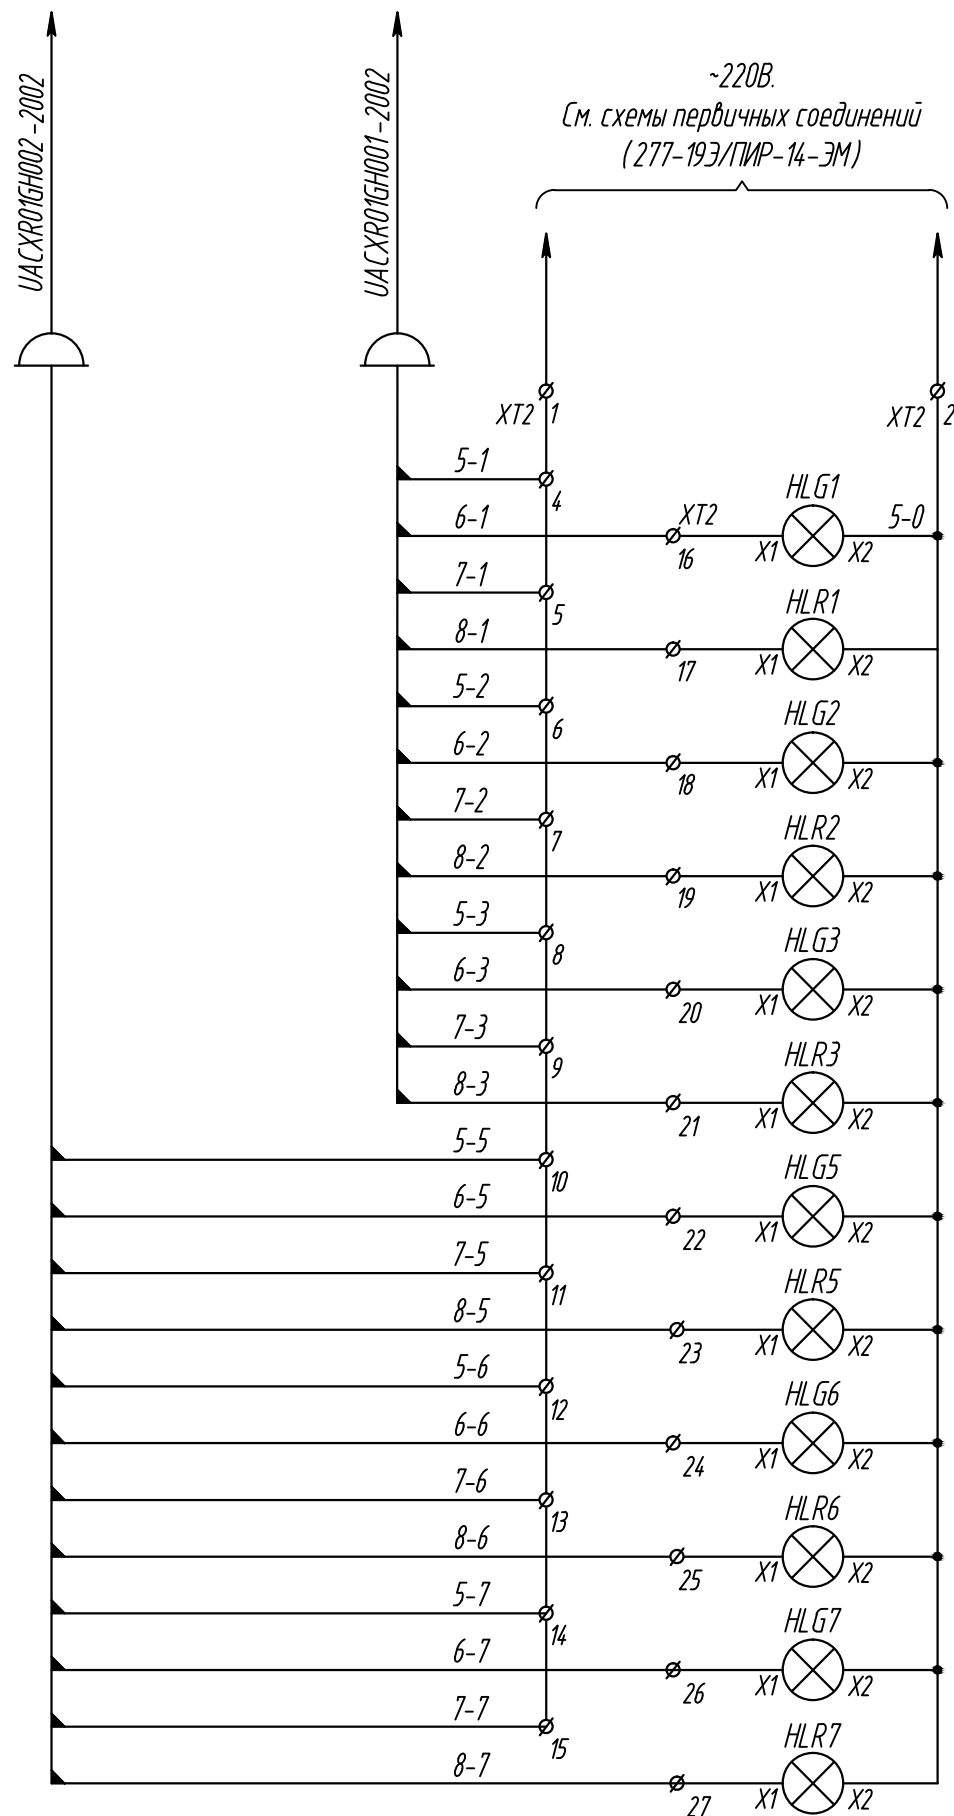 UACXR01GH002-2002
UACXR01GH001-2002
~220В.
См. схемы первичных соединений
(277-19Э/ПИР-14-ЭМ)
XT2 1
XT2 2
5-1
4
HLG1
6-1
XT2
5-0
16
X1 X2
7-1
5
HLR1
8-1
17
X1 X2
5-2
6
HLG2
6-2
18
X1 X2
7-2
7
HLR2
8-2
19
X1 X2
5-3
8
HLG3
6-3
20
X1 X2
7-3
9
HLR3
8-3
21
X1 X2
5-5
10
HLG5
6-5
22
X1 X2
7-5
11
HLR5
8-5
23
X1 X2
5-6
12
HLG6
6-6
24
X1 X2
7-6
13
HLR6
8-6
25
X1 X2
5-7
14
HLG7
6-7
26
X1 X2
7-7
15
HLR7
8-7
27
X1 X2